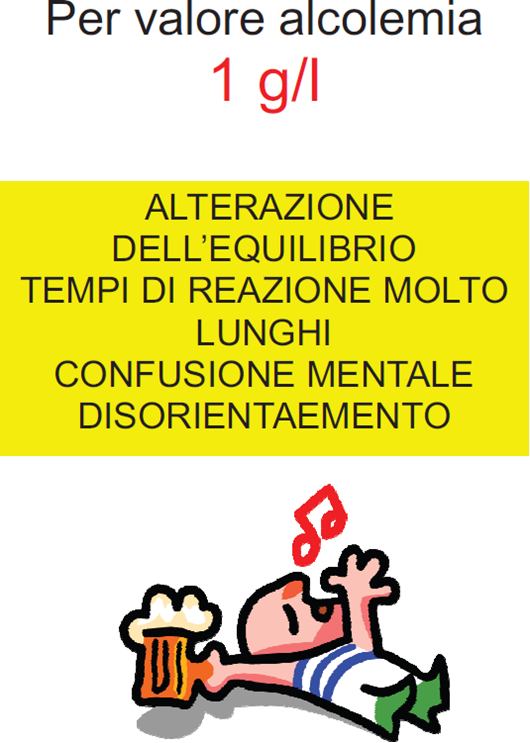 Per valore alcolemia
1 g/l
ALTERAZIONE
DELL’EQUILIBRIO
TEMPI DI REAZIONE MOLTO
LUNGHI
CONFUSIONE MENTALE
DISORIENTAEMENTO